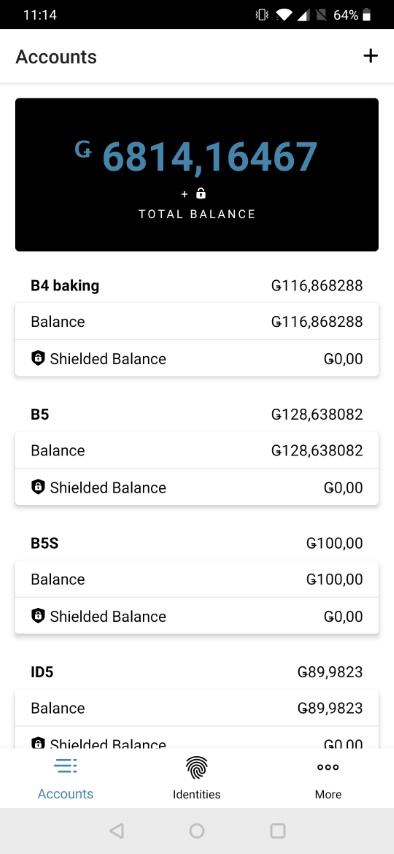 11:14
64%
Accounts +
Ǥ 6814,16467
+
TOTAL BALANCE
B4 baking Ǥ116,868288
Balance Ǥ116,868288
Shielded Balance Ǥ0,00
B5 Ǥ128,638082
Balance Ǥ128,638082
Shielded Balance Ǥ0,00
B5S Ǥ100,00
Balance Ǥ100,00
Shielded Balance Ǥ0,00
ID5 Ǥ89,9823
Balance Ǥ89,9823
Shielded Balance Ǥ0,00
Accounts Identities More